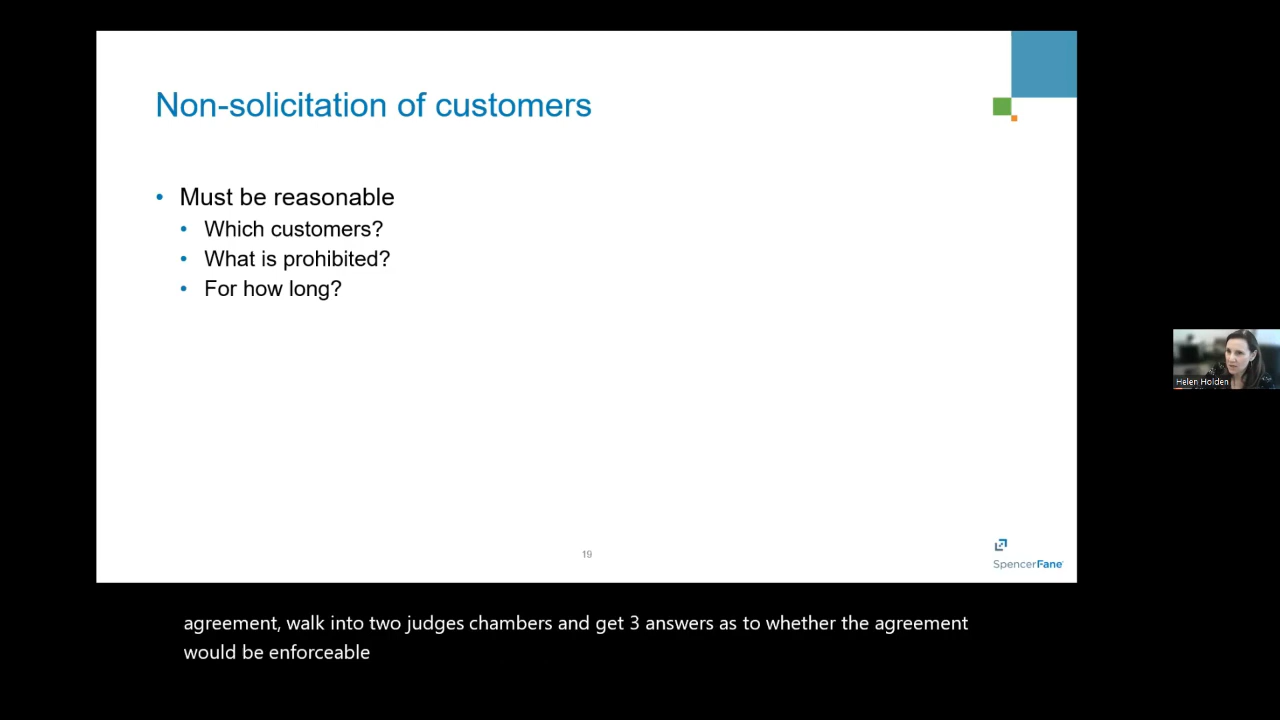 Non-solicitation of customers
• Must be reasonable
• Which customers?
• What is prohibited?
• For how long?
Helen Holden
19
SpencerFane
agreement, walk into two judges chambers and get 3 answers as to whether the agreement
would be enforceable